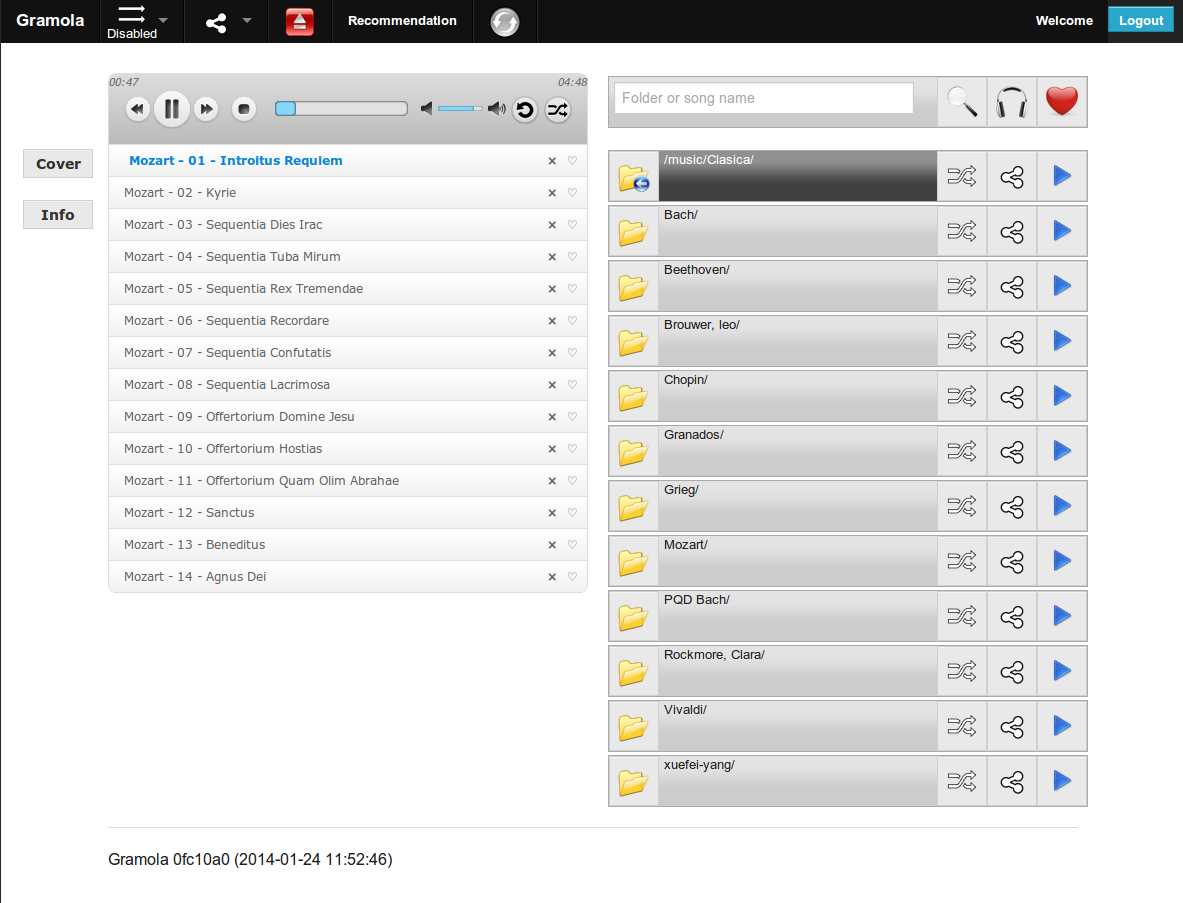 Gramola
Disabled
Recommendation
Welcome
Logout
00:47
04:48
Cover
Info
Mozart - 01 - Introitus Requiem
Mozart - 02 - Kyrie
Mozart - 03 - Sequentia Dies Irac
Mozart - 04 - Sequentia Tuba Mirum
Mozart - 05 - Sequentia Rex Tremendae
Mozart - 06 - Sequentia Recordare
Mozart - 07 - Sequentia Confutatis
Mozart - 08 - Sequentia Lacrimosa
Mozart - 09 - Offertorium Domine Jesu
Mozart - 10 - Offertorium Hostias
Mozart - 11 - Offertorium Quam Olim Abrahae
Mozart - 12 - Sanctus
Mozart - 13 - Beneditus
Mozart - 14 - Agnus Dei
Folder or song name
/music/Clasica/
Bach/
Beethoven/
Brouwer, leo/
Chopin/
Granados/
Grieg/
Mozart/
PQD Bach/
Rockmore, Clara/
Vivaldi/
xuefei-yang/
Gramola 0fc10a0 (2014-01-24 11:52:46)